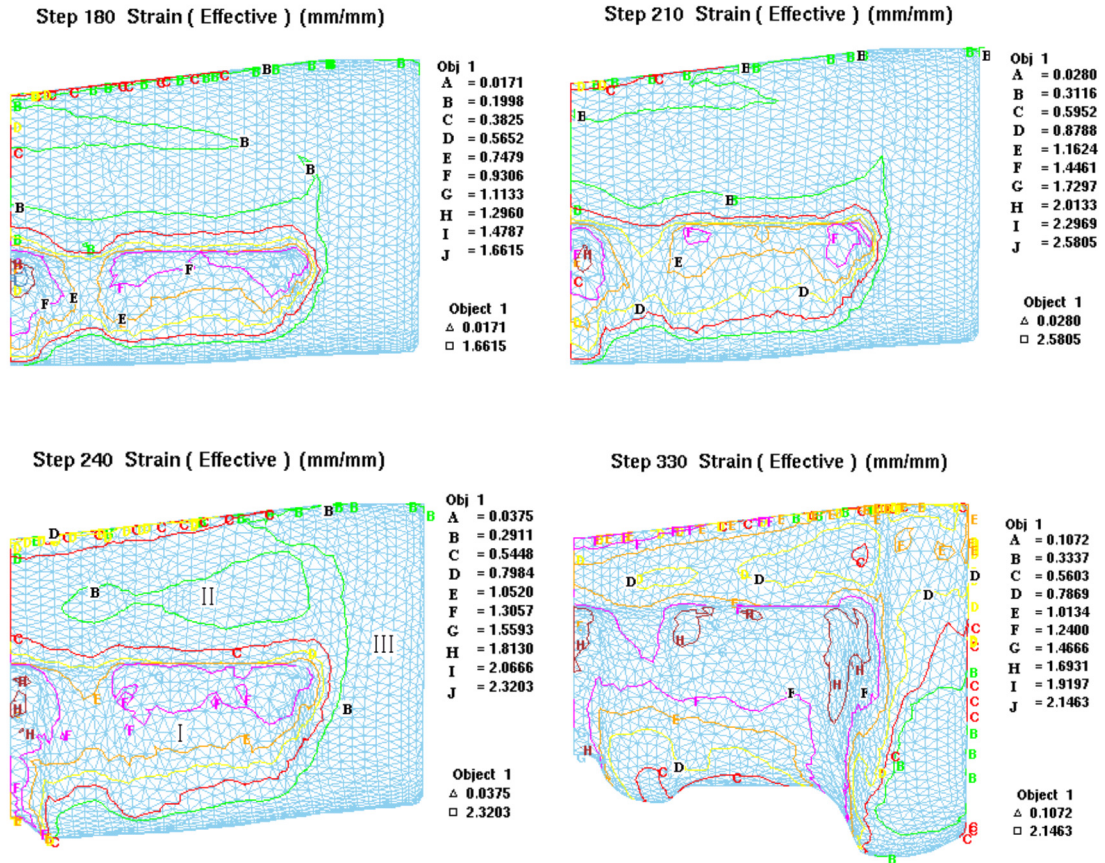 Step 180 Strain ( Effective ) (mm/mm)
Obj 1
A = 0.0171
B = 0.1998
C = 0.3825
D = 0.5652
E = 0.7479
F = 0.9306
G = 1.1133
H = 1.2960
I = 1.4787
J = 1.6615
Object 1
△ 0.0171
□ 1.6615
Step 210 Strain ( Effective ) (mm/mm)
Obj 1
A = 0.0280
B = 0.3116
C = 0.5952
D = 0.8788
E = 1.1624
F = 1.4461
G = 1.7297
H = 2.0133
I = 2.2969
J = 2.5805
Object 1
△ 0.0280
□ 2.5805
Step 240 Strain ( Effective ) (mm/mm)
Obj 1
A = 0.0375
B = 0.2911
C = 0.5448
D = 0.7984
E = 1.0520
F = 1.3057
G = 1.5593
H = 1.8130
I = 2.0666
J = 2.3203
II
III
I
Object 1
△ 0.0375
□ 2.3203
Step 330 Strain ( Effective ) (mm/mm)
Obj 1
A = 0.1072
B = 0.3337
C = 0.5603
D = 0.7869
E = 1.0134
F = 1.2400
G = 1.4666
H = 1.6931
I = 1.9197
J = 2.1463
Object 1
△ 0.1072
□ 2.1463